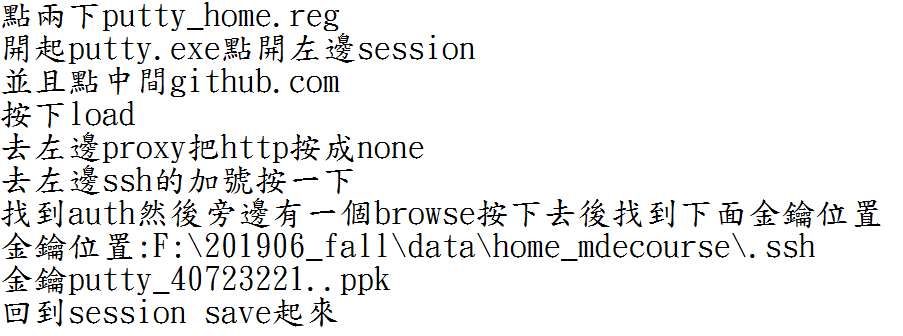 點兩下putty_home.reg
開起putty.exe點開左邊session
並且點中間github.com
按下load
去左邊proxy把http按成none
去左邊ssh的加號按一下
找到auth然後旁邊有一個browse按下去後找到下面金鑰位置
金鑰位置:F:\201906_fall\data\home_mdecourse\.ssh
金鑰putty_40723221..ppk
回到session save起來